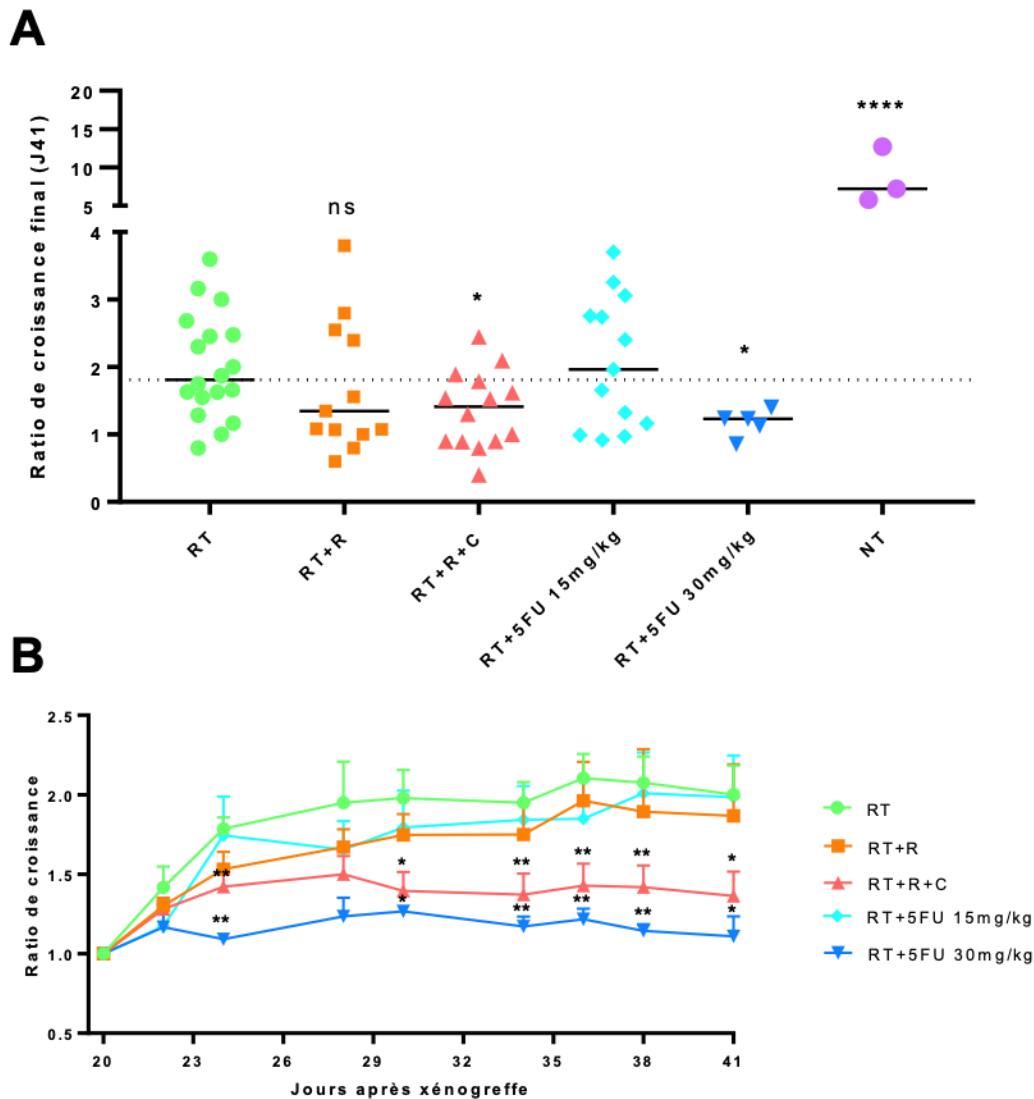 A
Ratio de croissance final (J41)
20
15
10
5
4
3
2
1
0
ns
*
*
****
RT
RT+R
RT+R+C
RT+5FU 15mg/kg
RT+5FU 30mg/kg
NT
B
Ratio de croissance
2.5
2.0
1.5
1.0
0.5
** * ** ** ** *
** * ** ** ** *
20 23 26 29 32 35 38 41
Jours après xénogreffe
RT
RT+R
RT+R+C
RT+5FU 15mg/kg
RT+5FU 30mg/kg